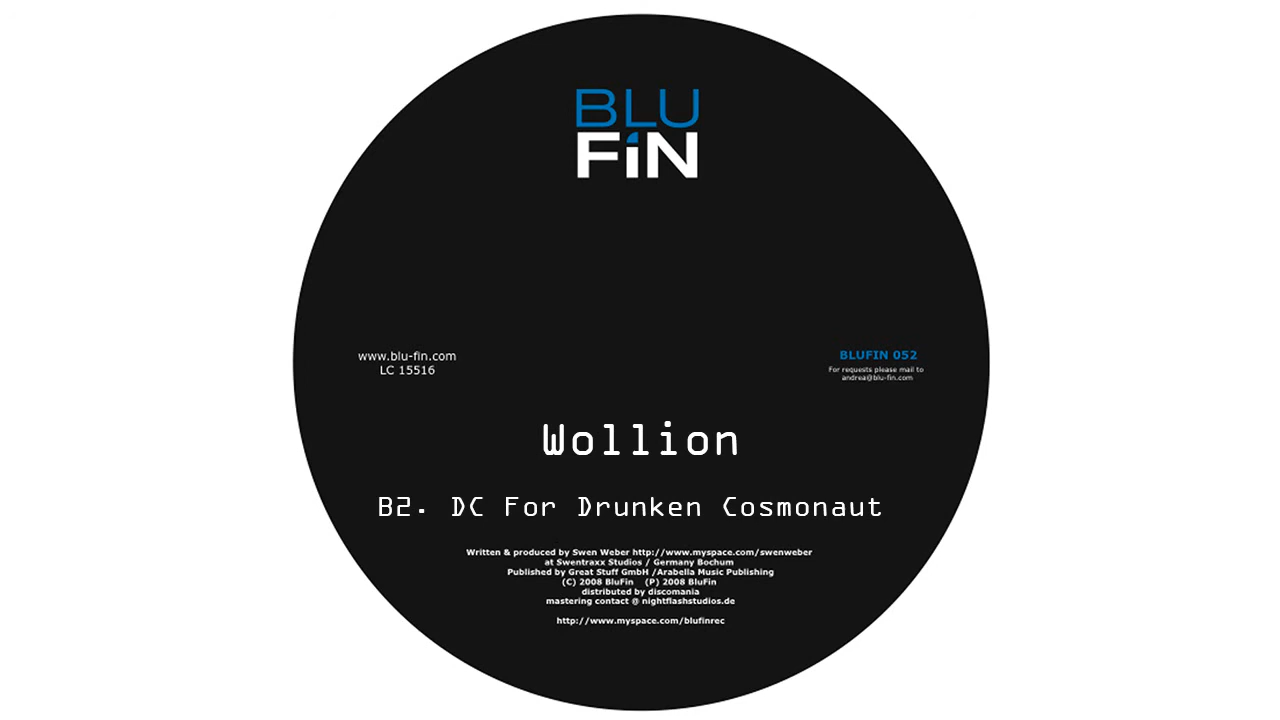 BLU
FiN
www.blu-fin.com
LC 15516
BLUFIN 052
For requests please mail to
andrea@blu-fin.com
Wollion
B2. DC For Drunken Cosmonaut
Written & produced by Swen Weber http://www.myspace.com/swenweber
at Swentraxx Studios / Germany Bochum
Published by Great Stuff GmbH /Arabella Music Publishing
(C) 2008 BluFin (P) 2008 BluFin
distributed by discomania
mastering contact @ nightflashstudios.de
http://www.myspace.com/blufinrec